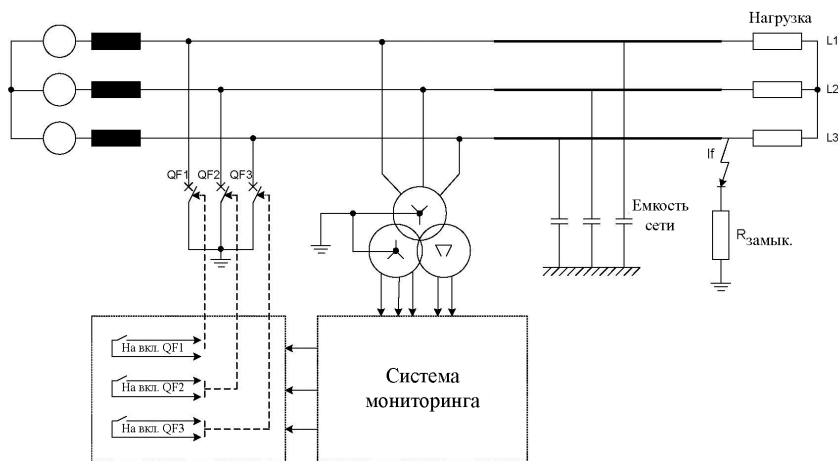 Нагрузка
L1
L2
L3
If
QF1 QF2 QF3
Емкость
сети
Rзамык.
На вкл. QF1
На вкл. QF2
На вкл. QF3
Система
мониторинга